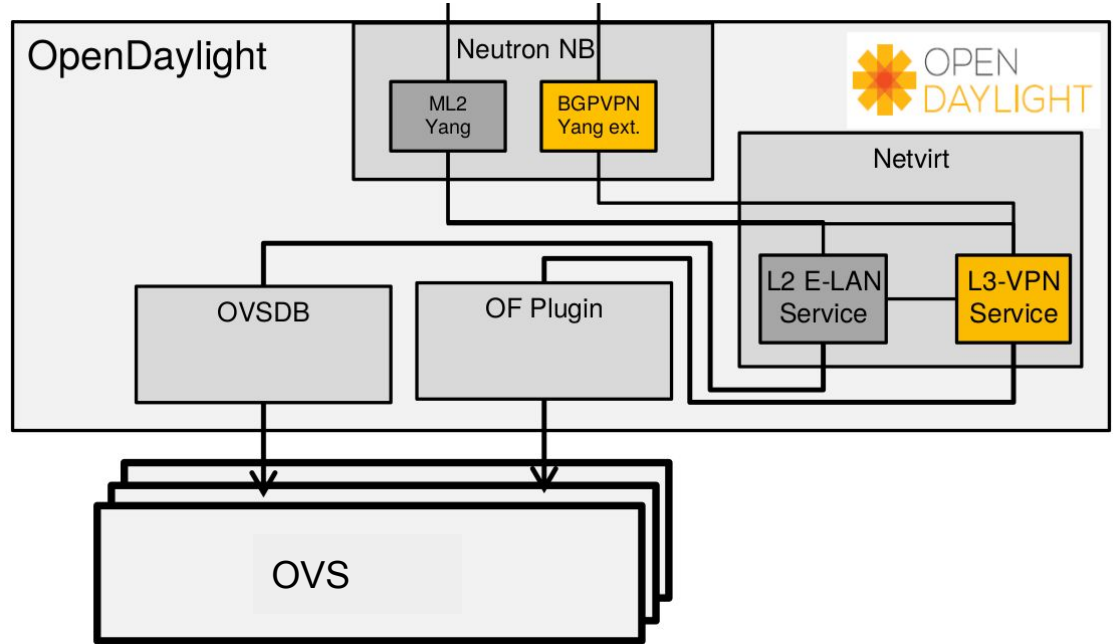 OpenDaylight
Neutron NB
ML2
Yang
BGPVPN
Yang ext.
OPEN
DAYLIGHT
Netvirt
L2 E-LAN
Service
L3-VPN
Service
OVSDB
OF Plugin
OVS